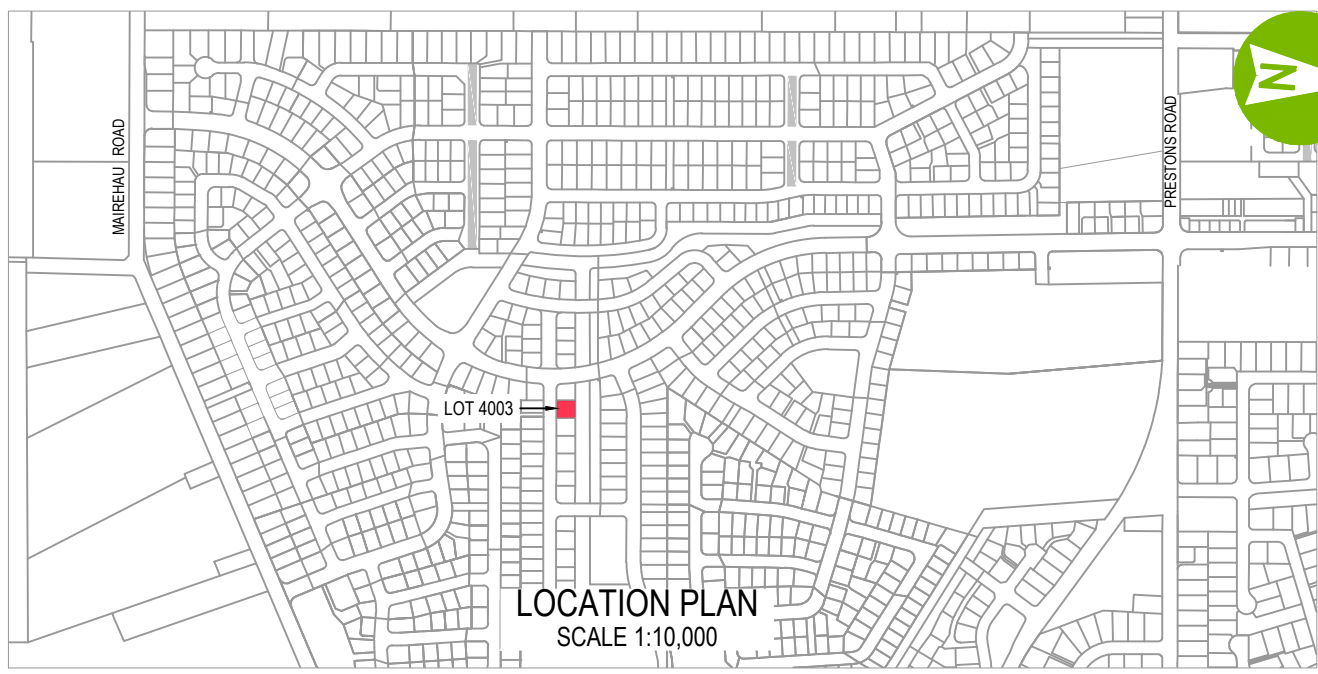 N
MAIREHAU ROAD
PRESTONS ROAD
LOT 4003
LOCATION PLAN
SCALE 1:10,000